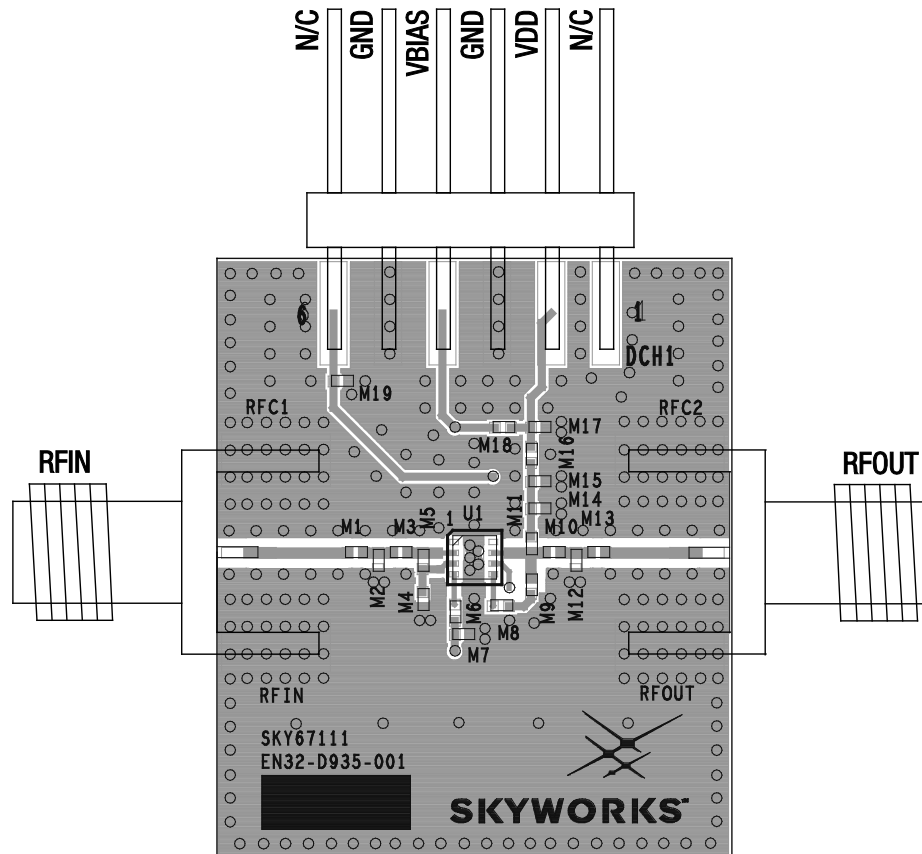 N/C
GND
VBIAS
GND
VDD
N/C
6
1
DCH1
M19
RFC1
RFC2
M17
M18
M16
RFIN
RFOUT
M15
M14
M11
M13
M5
1
U1
M1
M3
M10
M2
M4
M6
M8
M9
M12
M7
RFIN
RFOUT
SKY67111
EN32-D935-001
SKYWORKS